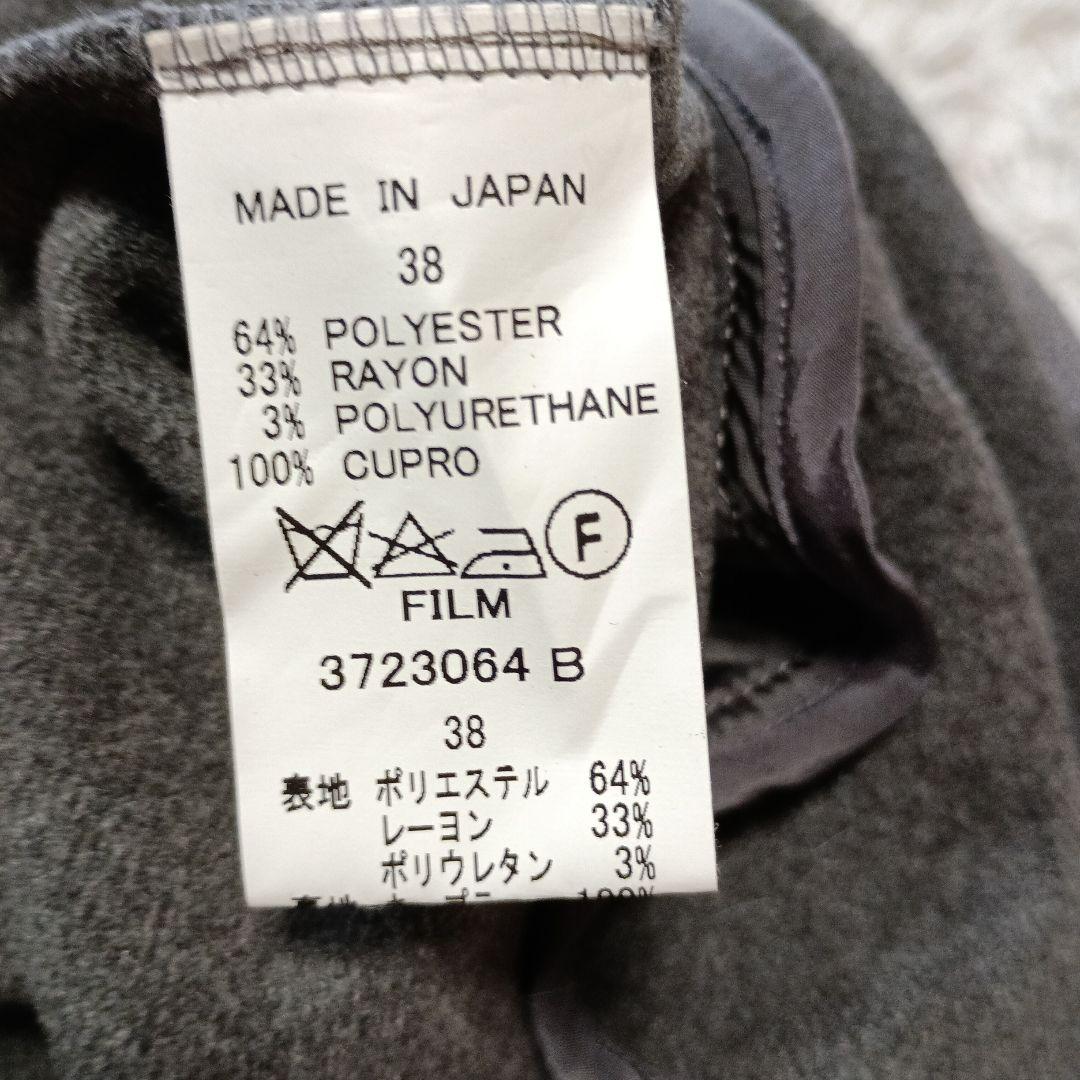 MADE IN JAPAN
38
64% POLYESTER
33% RAYON
3% POLYURETHANE
100% CUPRO
F
FILM
3723064 B
38
表地 ポリエステル 64%
レーヨン 33%
ポリウレタン 3%